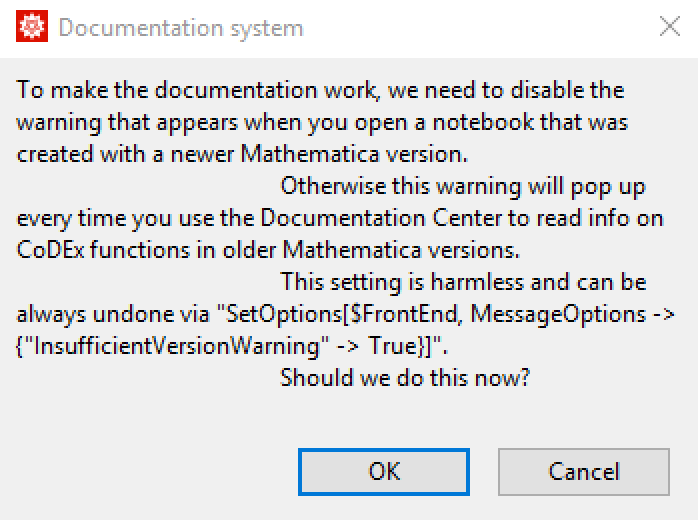 Documentation system
To make the documentation work, we need to disable the
warning that appears when you open a notebook that was
created with a newer Mathematica version.
Otherwise this warning will pop up
every time you use the Documentation Center to read info on
CoDEx functions in older Mathematica versions.
This setting is harmless and can be
always undone via "SetOptions[$FrontEnd, MessageOptions ->
{"InsufficientVersionWarning" -> True}]".
Should we do this now?
OK
Cancel